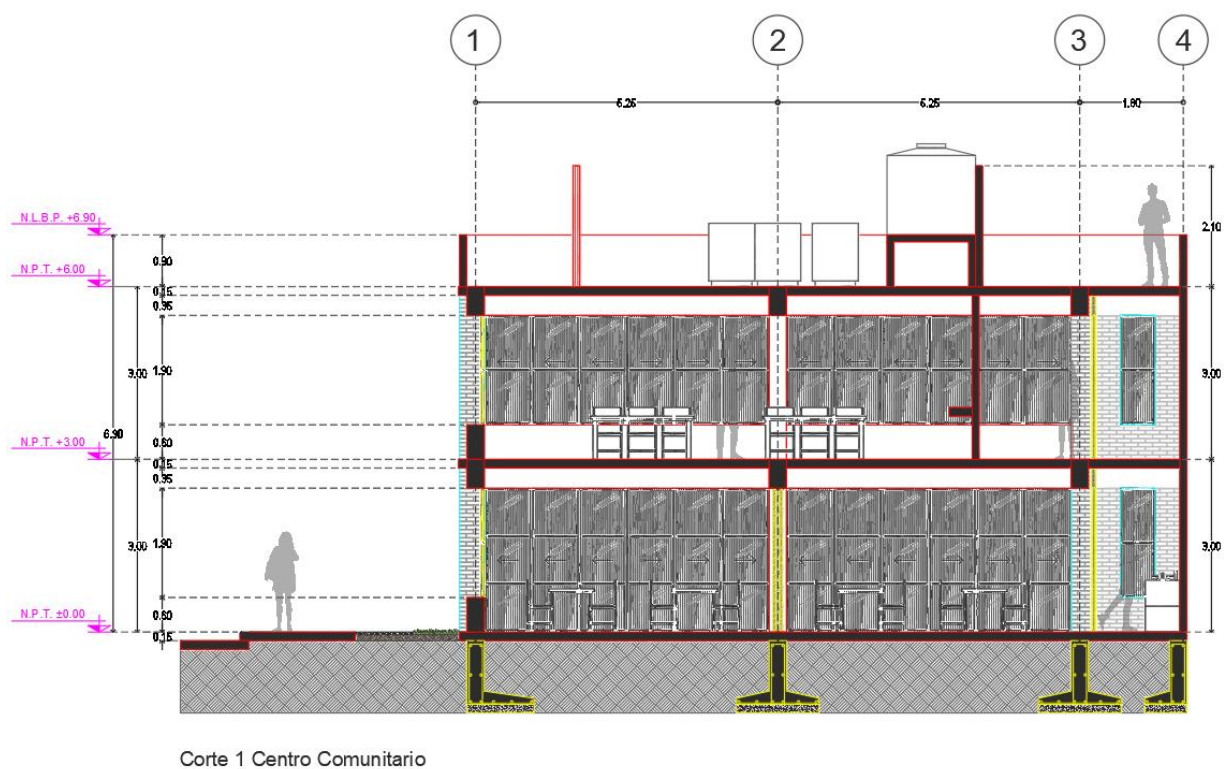 1 2 3 4
5.25 5.25 1.80
N.L.B.P. +6.90
2.10
0.90
N.P.T. +6.00
0.15
0.35
3.00 1.90 3.00
6.90
0.60
N.P.T. +3.00
0.15
0.35
3.00 1.90 3.00
0.60
N.P.T. ±0.00
0.15
Corte 1 Centro Comunitario